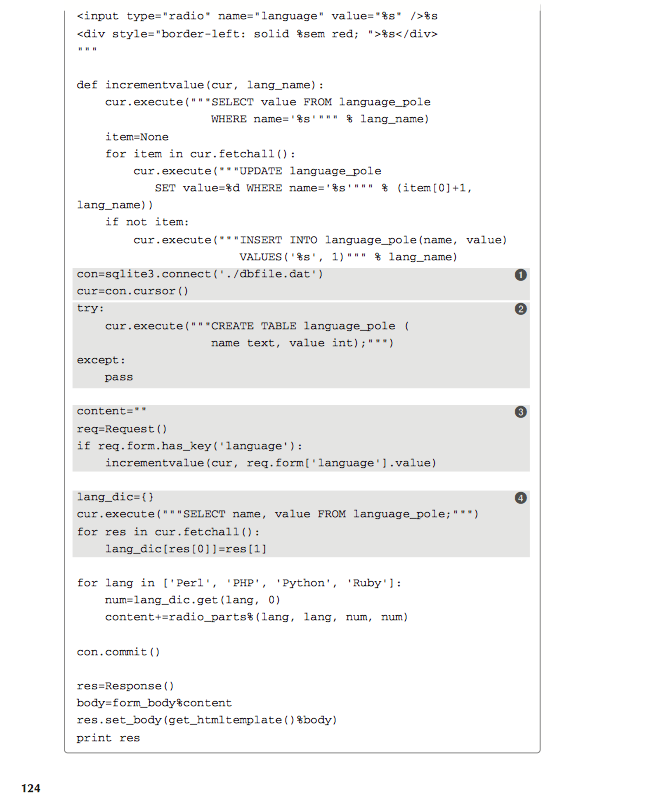 <input type="radio" name="language" value="%s" />%s
<div style="border-left: solid %sem red; ">%s</div>
"""
def incrementvalue(cur, lang_name):
    cur.execute("""SELECT value FROM language_pole
                   WHERE name='%s'""" % lang_name)
    item=None
    for item in cur.fetchall():
        cur.execute("""UPDATE language_pole
           SET value=%d WHERE name='%s'""" % (item[0]+1,
lang_name))
    if not item:
        cur.execute("""INSERT INTO language_pole(name, value)
                       VALUES('%s', 1)""" % lang_name)
con=sqlite3.connect('./dbfile.dat') 1
cur=con.cursor()
try: 2
    cur.execute("""CREATE TABLE language_pole (
                   name text, value int);""")
except:
    pass
content="" 3
req=Request()
if req.form.has_key('language'):
    incrementvalue(cur, req.form['language'].value)
lang_dic={} 4
cur.execute("""SELECT name, value FROM language_pole;""")
for res in cur.fetchall():
    lang_dic[res[0]]=res[1]
for lang in ['Perl', 'PHP', 'Python', 'Ruby']:
    num=lang_dic.get(lang, 0)
    content+=radio_parts%(lang, lang, num, num)
con.commit()
res=Response()
body=form_body%content
res.set_body(get_htmltemplate()%body)
print res
124